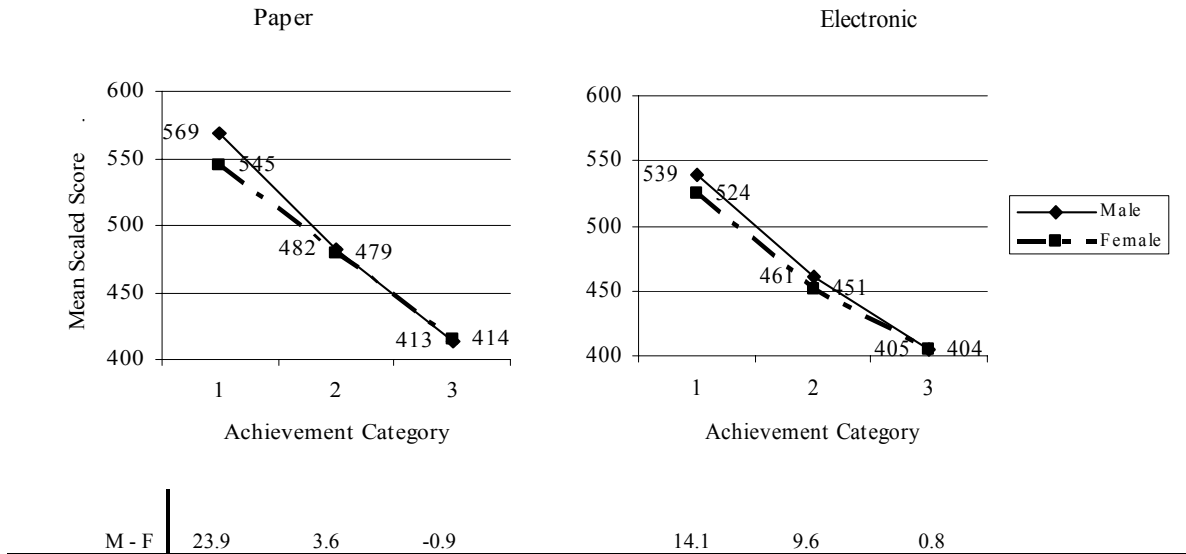 Paper
600
550
500
450
400
Mean Scaled Score
569
545
482
479
413
414
1 2 3
Achievement Category
Electronic
600
550
500
450
400
539
524
461
451
405
404
1 2 3
Achievement Category
Male
Female
M - F 23.9 3.6 -0.9 14.1 9.6 0.8